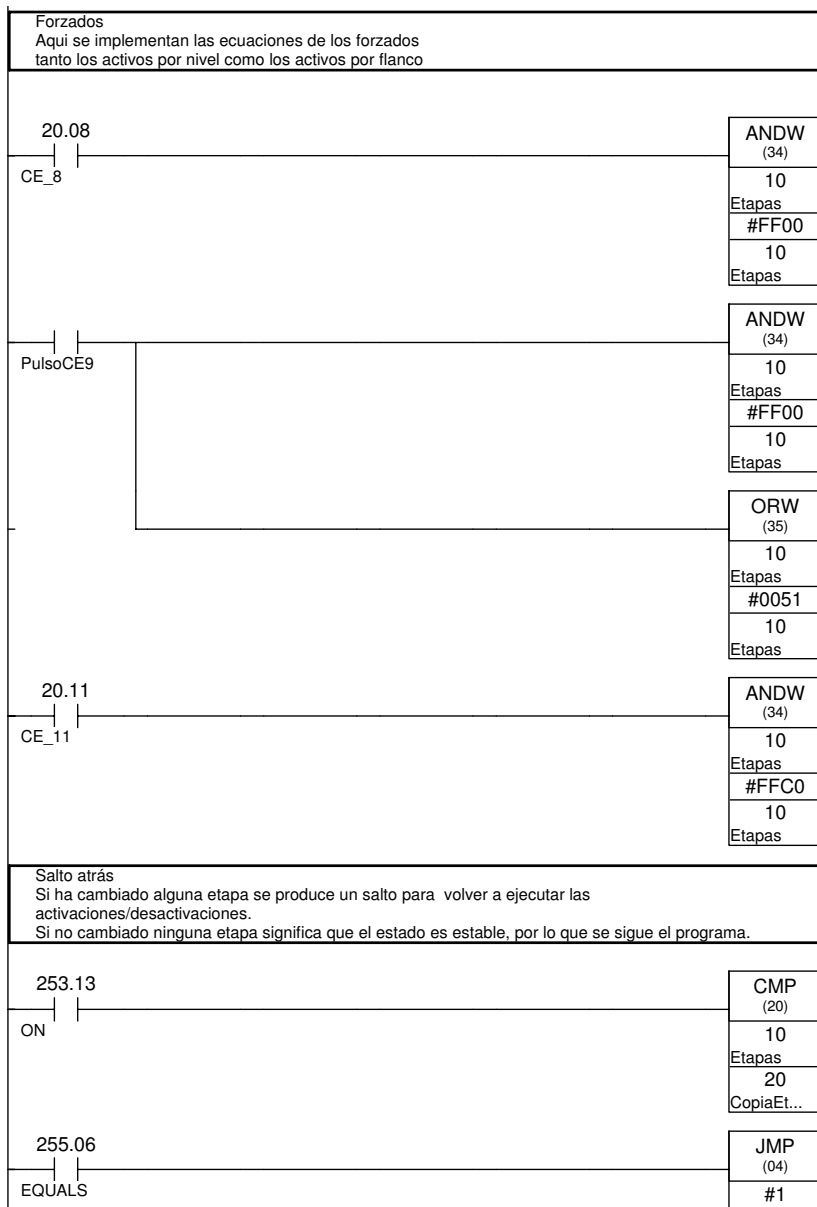 Forzados
Aqui se implementan las ecuaciones de los forzados
tanto los activos por nivel como los activos por flanco
20.08
CE_8
ANDW
(34)
10
Etapas
#FF00
10
Etapas
PulsoCE9
ANDW
(34)
10
Etapas
#FF00
10
Etapas
ORW
(35)
10
Etapas
#0051
10
Etapas
20.11
CE_11
ANDW
(34)
10
Etapas
#FFC0
10
Etapas
Salto atrás
Si ha cambiado alguna etapa se produce un salto para volver a ejecutar las
activaciones/desactivaciones.
Si no cambiado ninguna etapa significa que el estado es estable, por lo que se sigue el programa.
253.13
ON
CMP
(20)
10
Etapas
20
CopiaEt...
255.06
EQUALS
JMP
(04)
#1